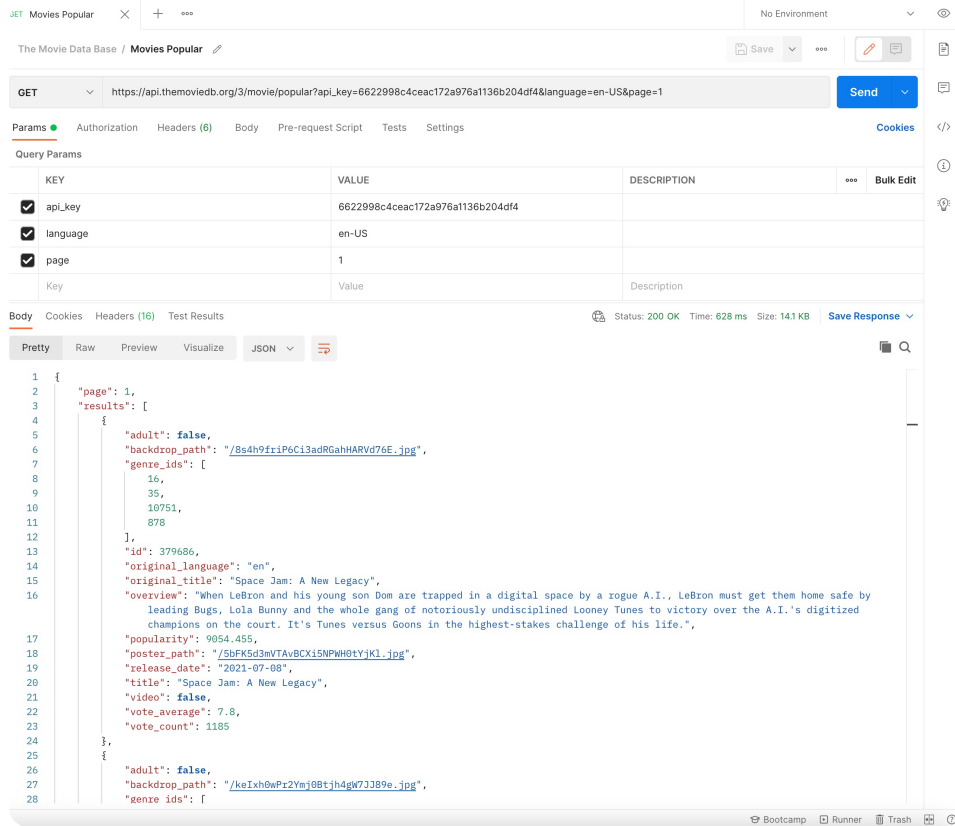 GET Movies Popular
No Environment
The Movie Data Base / Movies Popular
Save
GET https://api.themoviedb.org/3/movie/popular?api_key=6622998c4ceac172a976a1136b204df4&language=en-US&page=1 Send
Params Authorization Headers (6) Body Pre-request Script Tests Settings Cookies
Query Params
KEY VALUE DESCRIPTION Bulk Edit
api_key 6622998c4ceac172a976a1136b204df4
language en-US
page 1
Key Value Description
Body Cookies Headers (16) Test Results Status: 200 OK Time: 628 ms Size: 14.1 KB Save Response
Pretty Raw Preview Visualize JSON
1 {
2 "page": 1,
3 "results": [
4 {
5 "adult": false,
6 "backdrop_path": "/8s4h9friP6Ci3adRGahHARVd76E.jpg",
7 "genre_ids": [
8 16,
9 35,
10 10751,
11 878
12 ],
13 "id": 379686,
14 "original_language": "en",
15 "original_title": "Space Jam: A New Legacy",
16 "overview": "When LeBron and his young son Dom are trapped in a digital space by a rogue A.I., LeBron must get them home safe by
leading Bugs, Lola Bunny and the whole gang of notoriously undisciplined Looney Tunes to victory over the A.I.'s digitized
champions on the court. It's Tunes versus Goons in the highest-stakes challenge of his life.",
17 "popularity": 9054.455,
18 "poster_path": "/5bFK5d3mVTAvBCXi5NPWH0tYjKl.jpg",
19 "release_date": "2021-07-08",
20 "title": "Space Jam: A New Legacy",
21 "video": false,
22 "vote_average": 7.8,
23 "vote_count": 1185
24 },
25 {
26 "adult": false,
27 "backdrop_path": "/keIxh0wPr2Ymj0Btjh4gW7JJ89e.jpg",
28 "genre_ids": [
Bootcamp Runner Trash